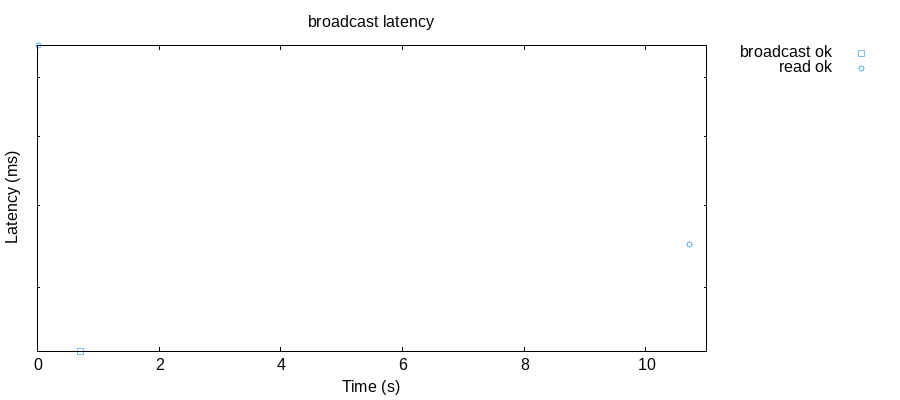 broadcast latency
broadcast ok
read ok
Latency (ms)
0 2 4 6 8 10
Time (s)